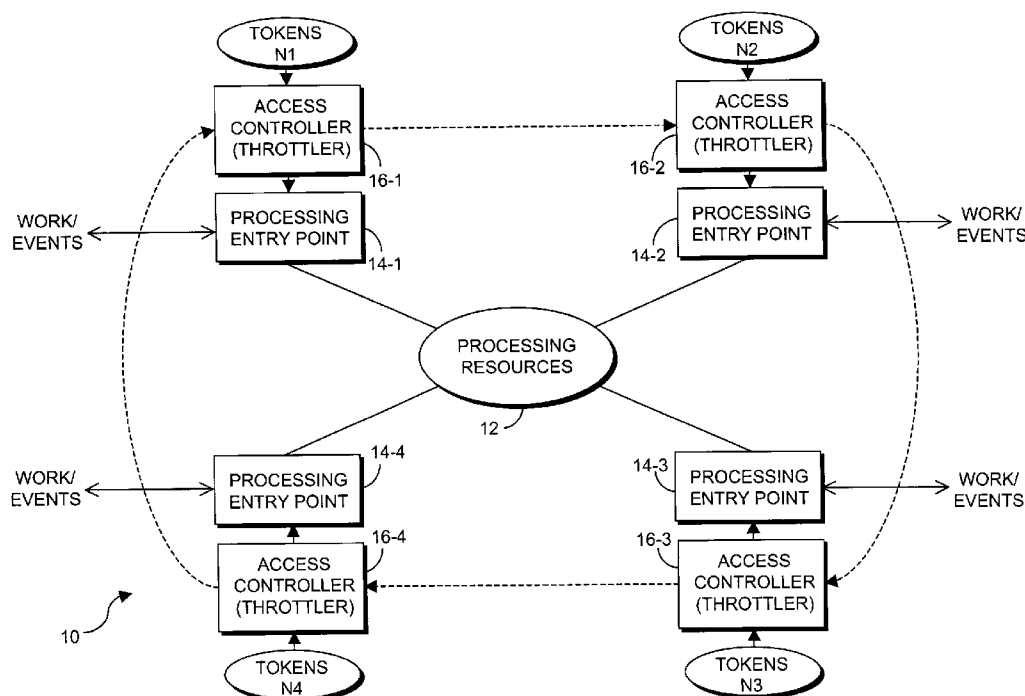 TOKENS
N1
TOKENS
N2
ACCESS
CONTROLLER
(THROTTLER)
16-1
ACCESS
CONTROLLER
(THROTTLER)
16-2
WORK/
EVENTS
PROCESSING
ENTRY POINT
14-1
PROCESSING
ENTRY POINT
14-2
WORK/
EVENTS
PROCESSING
RESOURCES
12
WORK/
EVENTS
PROCESSING
ENTRY POINT
14-4
PROCESSING
ENTRY POINT
14-3
WORK/
EVENTS
ACCESS
CONTROLLER
(THROTTLER)
16-4
ACCESS
CONTROLLER
(THROTTLER)
16-3
10
TOKENS
N4
TOKENS
N3